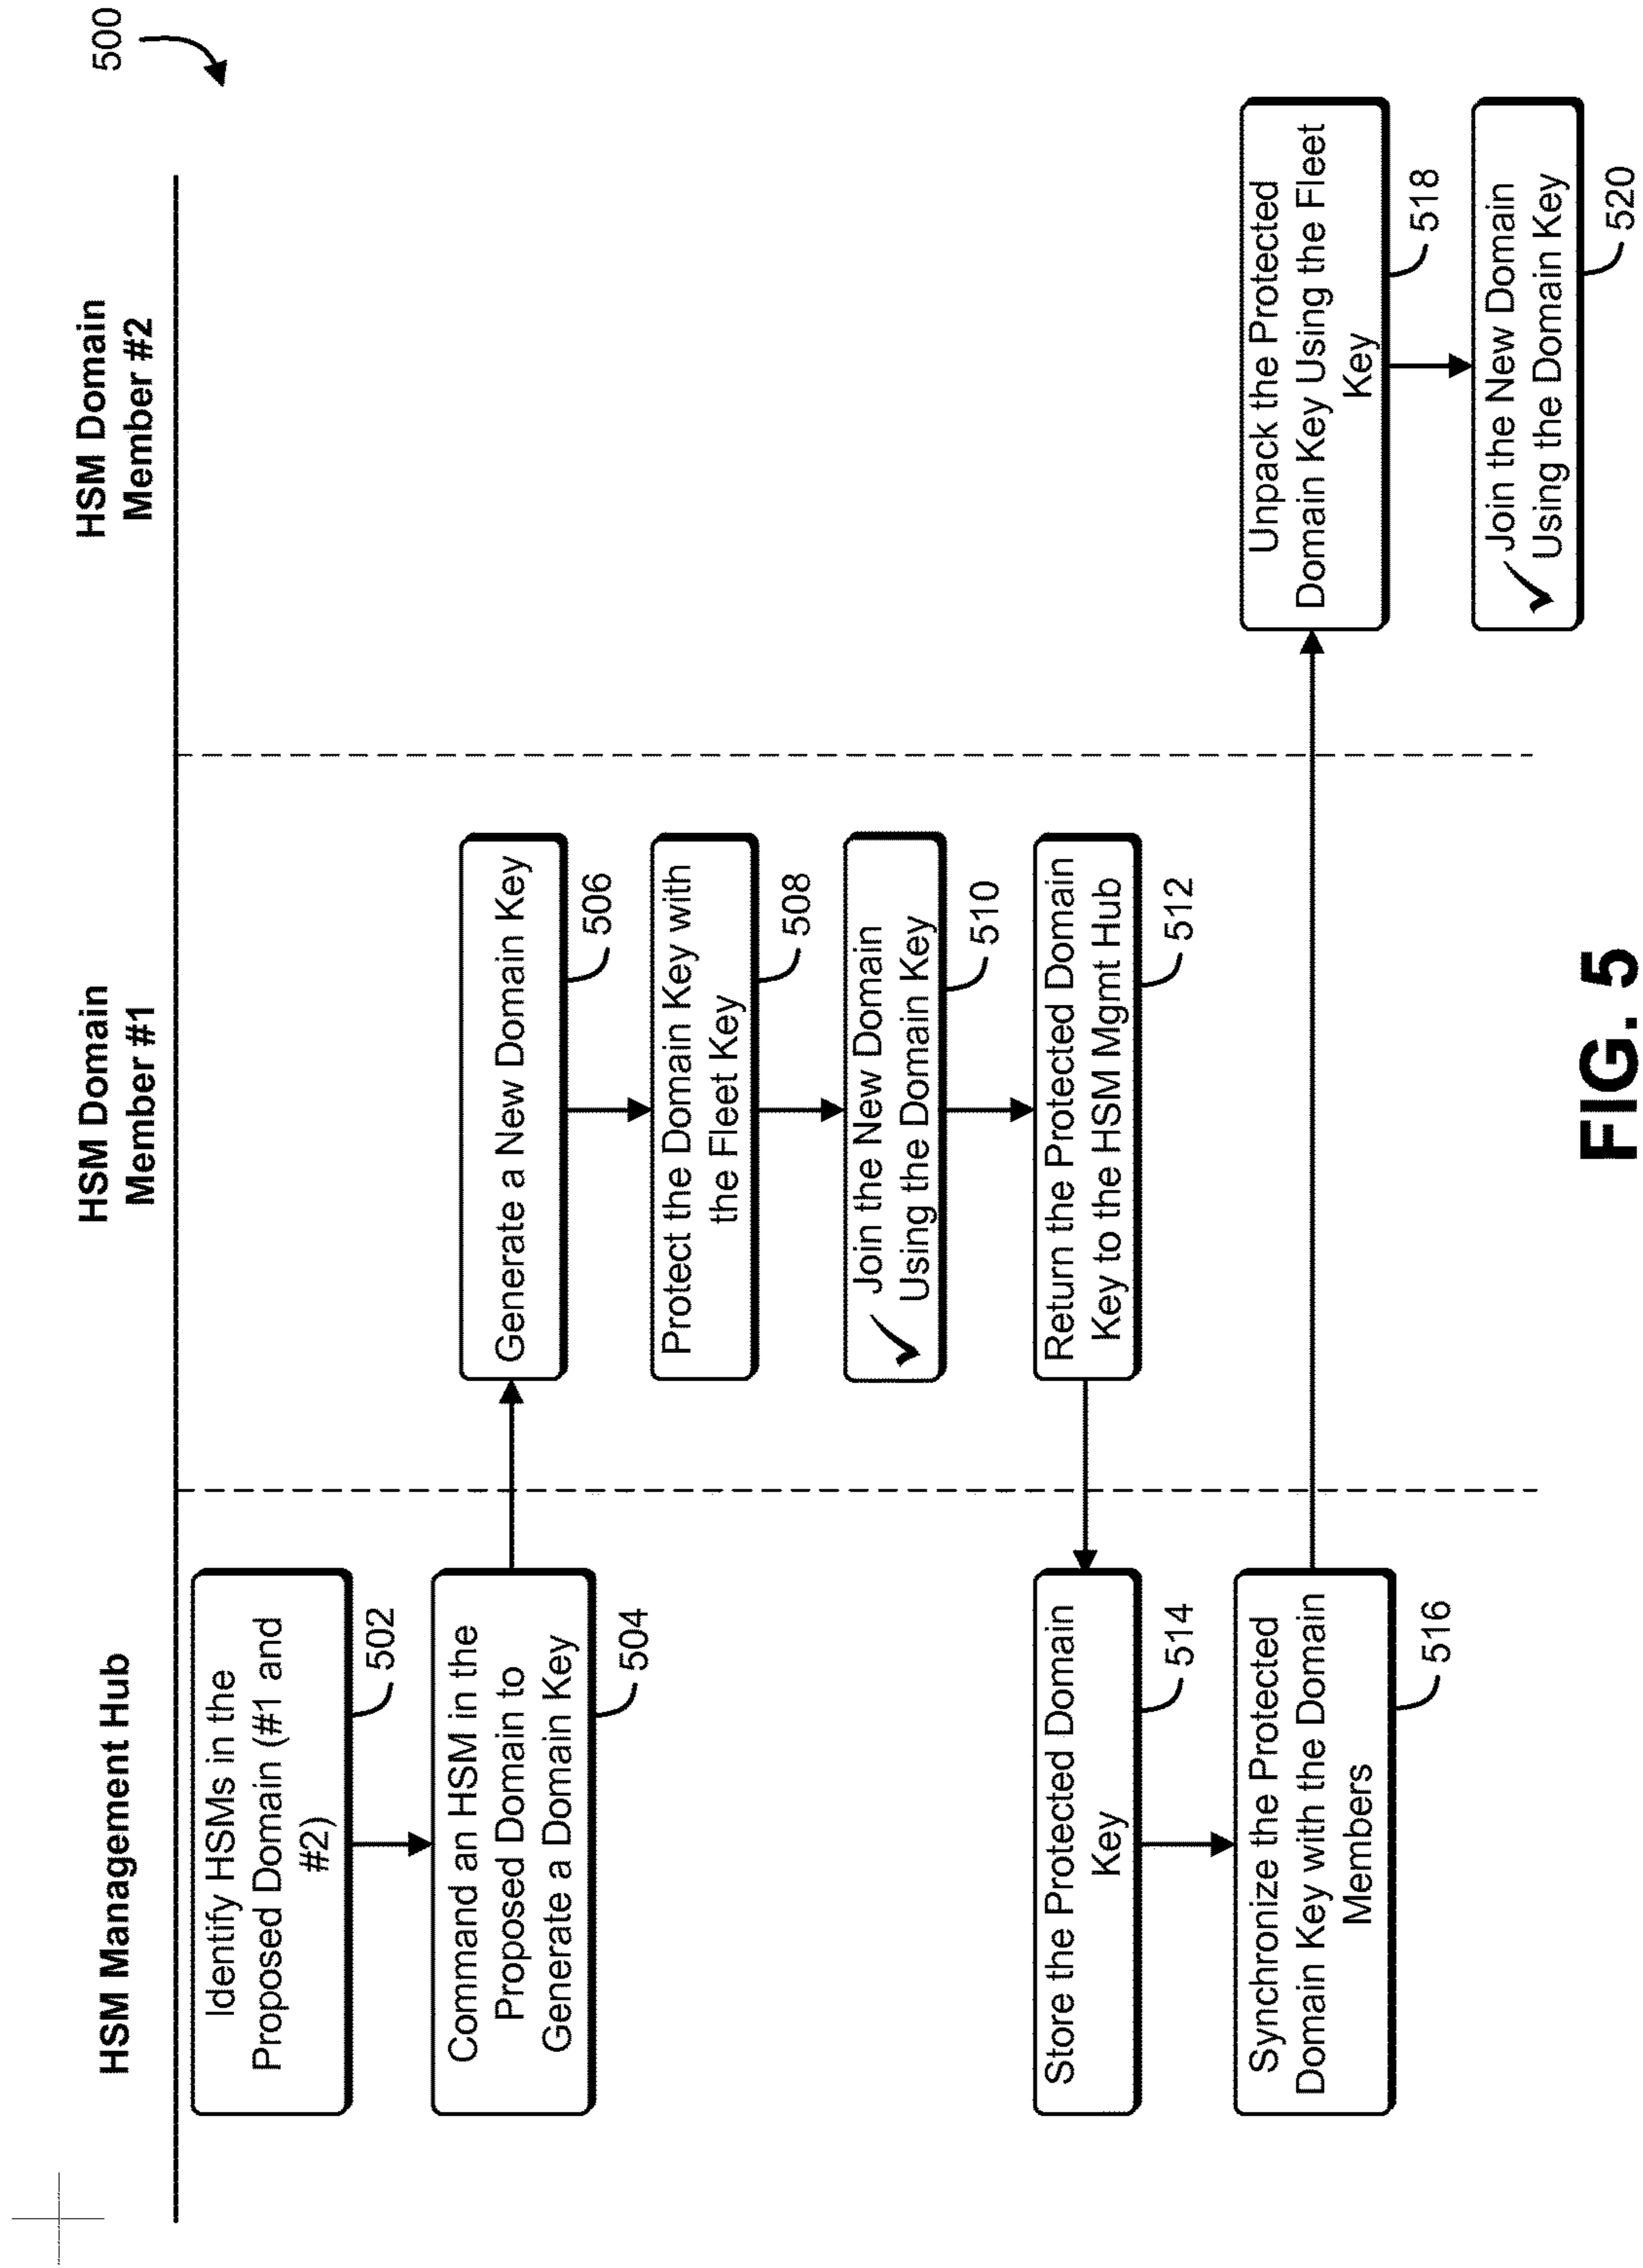 500
HSM Management Hub
HSM Domain
Member #1
HSM Domain
Member #2
Identify HSMs in the
Proposed Domain (#1 and
#2)
502
Command an HSM in the
Proposed Domain to
Generate a Domain Key
504
Generate a New Domain Key
506
Protect the Domain Key with
the Fleet Key
508
Join the New Domain
Using the Domain Key
510
Return the Protected Domain
Key to the HSM Mgmt Hub
512
Store the Protected Domain
Key
514
Synchronize the Protected
Domain Key with the Domain
Members
516
Unpack the Protected
Domain Key Using the Fleet
Key
518
Join the New Domain
Using the Domain Key
520
FIG. 5